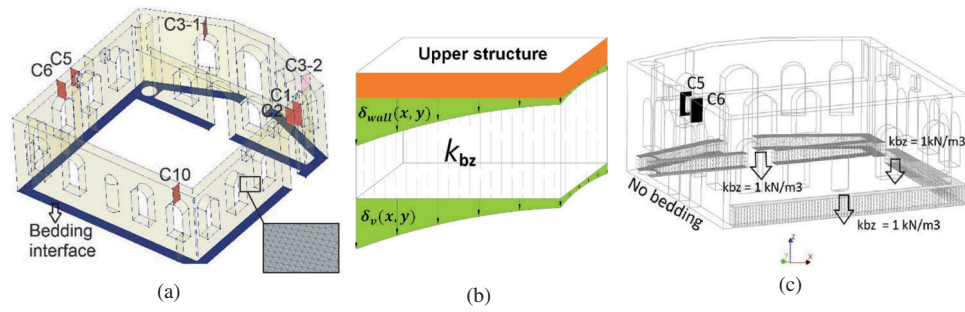 C3-1
C5
C6
C3-2
C1
C2
C10
Bedding
interface
(a)
Upper structure
δwall(x, y)
kbz
δv(x, y)
(b)
(c)
C5
C6
kbz = 1kN/m3
kbz = 1 kN/m3
No bedding
kbz = 1 kN/m3
Z
Y
X